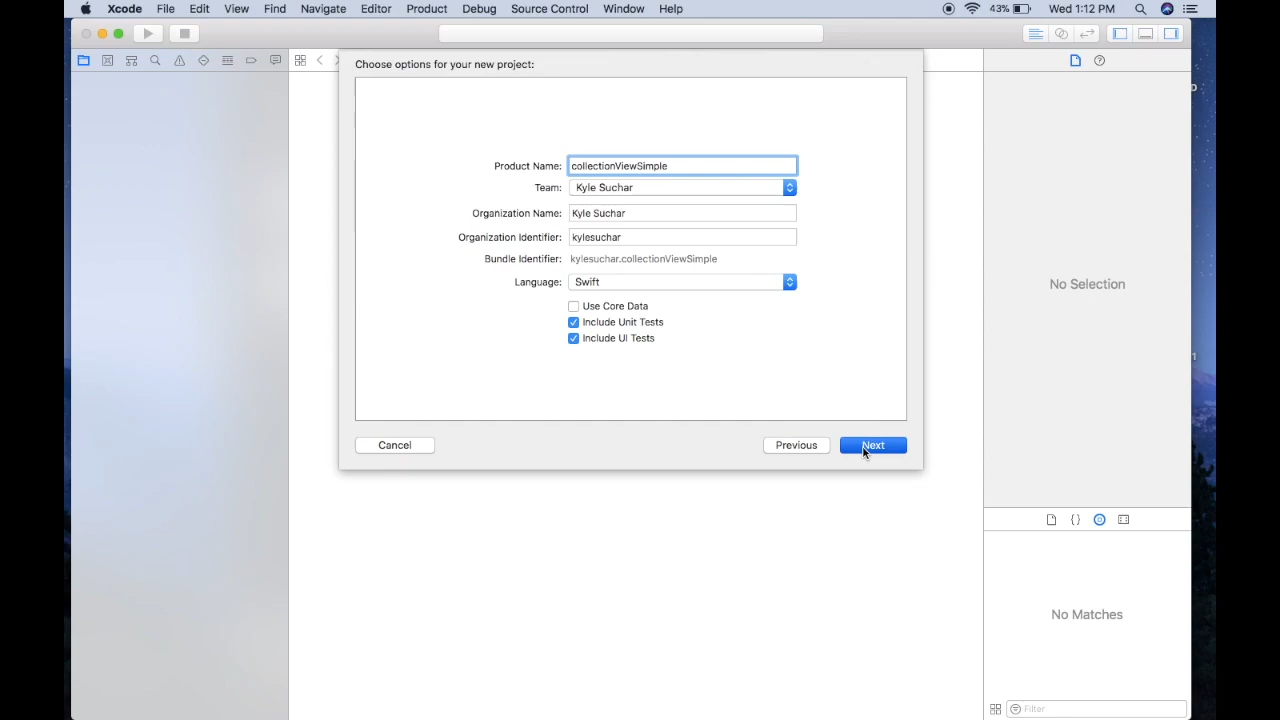 Xcode File Edit View Find Navigate Editor Product Debug Source Control Window Help 43% Wed 1:12 PM
Choose options for your new project:
Product Name: collectionViewSimple
Team: Kyle Suchar
Organization Name: Kyle Suchar
Organization Identifier: kylesuchar
Bundle Identifier: kylesuchar.collectionViewSimple
Language: Swift
Use Core Data
Include Unit Tests
Include UI Tests
Cancel Previous Next
No Selection
No Matches
Filter